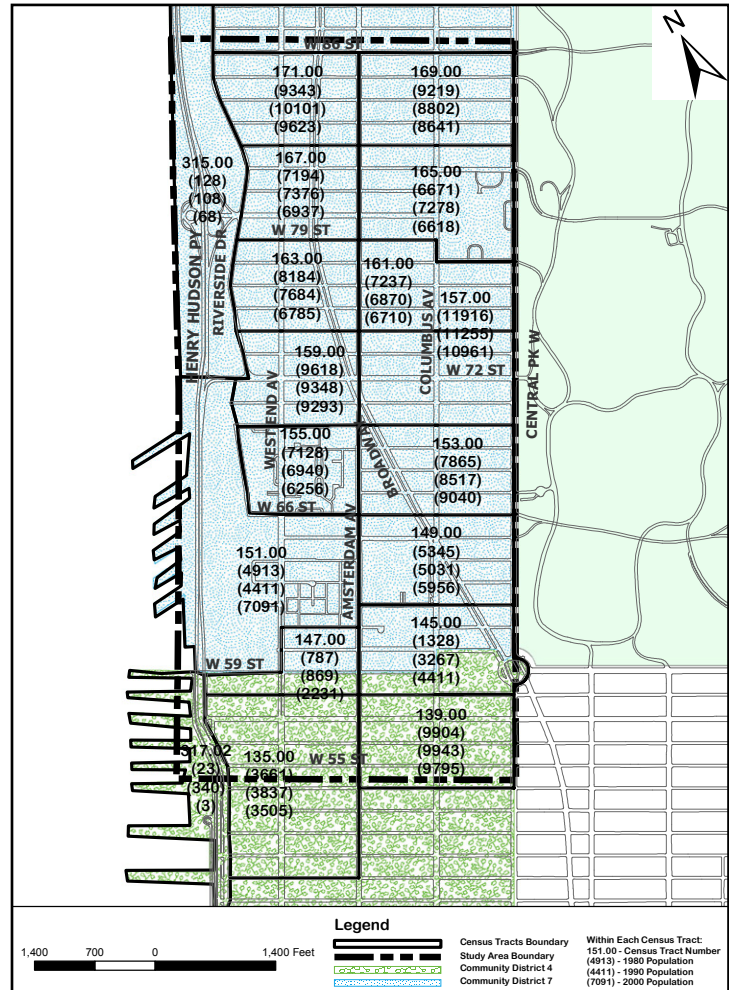 N
W 86 ST
171.00
(9343)
(10101)
(9623)
169.00
(9219)
(8802)
(8641)
315.00
(128)
(108)
(68)
167.00
(7194)
(7376)
(6937)
165.00
(6671)
(7278)
(6618)
W 79 ST
HENRY HUDSON PY
RIVERSIDE DR
163.00
(8184)
(7684)
(6785)
161.00
(7237)
(6870)
(6710)
COLUMBUS AV
157.00
(11916)
(11255)
(10961)
W 72 ST
CENTRAL PK W
159.00
(9618)
(9348)
(9293)
WEST END AV
BROADWAY
155.00
(7128)
(6940)
(6256)
153.00
(7865)
(8517)
(9040)
W 66 ST
AMSTERDAM AV
151.00
(4913)
(4411)
(7091)
149.00
(5345)
(5031)
(5956)
147.00
(787)
(869)
(2231)
145.00
(1328)
(3267)
(4411)
W 59 ST
139.00
(9904)
(9943)
(9795)
317.02
(23)
(340)
(3)
135.00
(3661)
(3837)
(3505)
W 55 ST
1,400 700 0 1,400 Feet
Legend
Census Tracts Boundary
Study Area Boundary
Community District 4
Community District 7
Within Each Census Tract:
151.00 - Census Tract Number
(4913) - 1980 Population
(4411) - 1990 Population
(7091) - 2000 Population